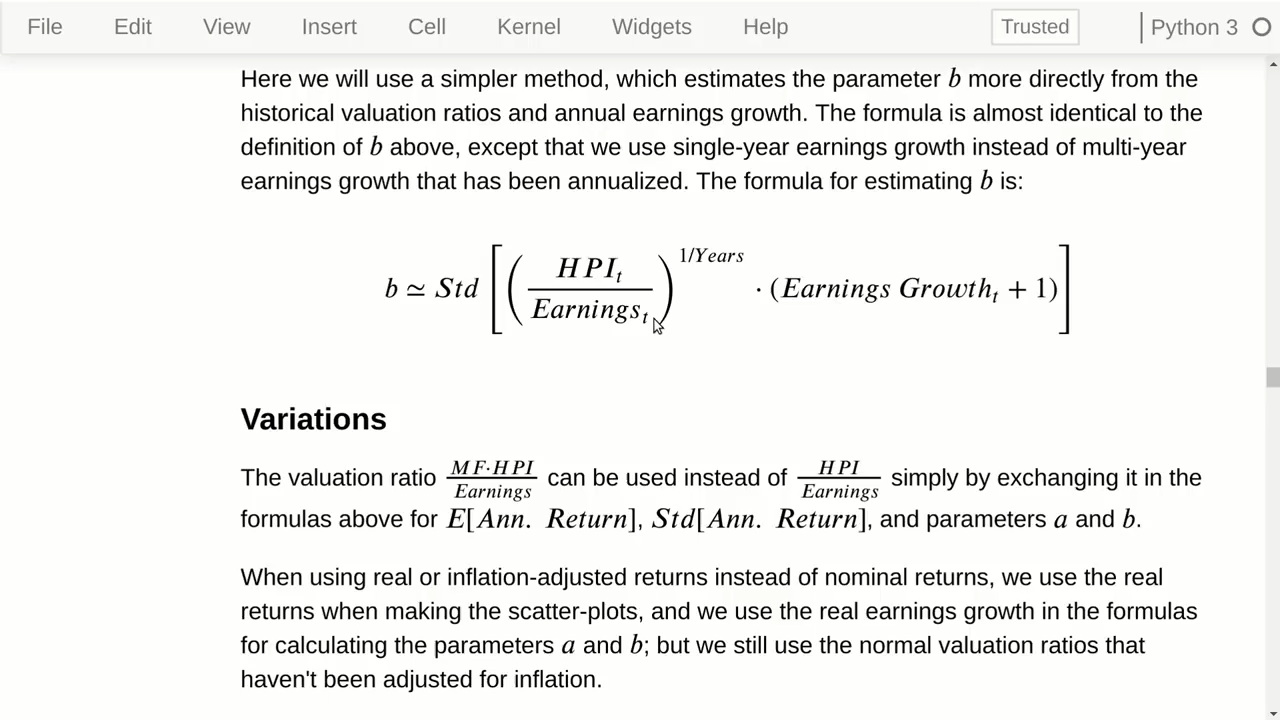 File Edit View Insert Cell Kernel Widgets Help Trusted Python 3
Here we will use a simpler method, which estimates the parameter b more directly from the
historical valuation ratios and annual earnings growth. The formula is almost identical to the
definition of b above, except that we use single-year earnings growth instead of multi-year
earnings growth that has been annualized. The formula for estimating b is:
b ≃ Std [ ( HPI_t / Earnings_t )^{1/Years} · (Earnings Growth_t + 1) ]
Variations
The valuation ratio MF·HPI / Earnings can be used instead of HPI / Earnings simply by exchanging it in the
formulas above for E[Ann. Return], Std[Ann. Return], and parameters a and b.
When using real or inflation-adjusted returns instead of nominal returns, we use the real
returns when making the scatter-plots, and we use the real earnings growth in the formulas
for calculating the parameters a and b; but we still use the normal valuation ratios that
haven't been adjusted for inflation.